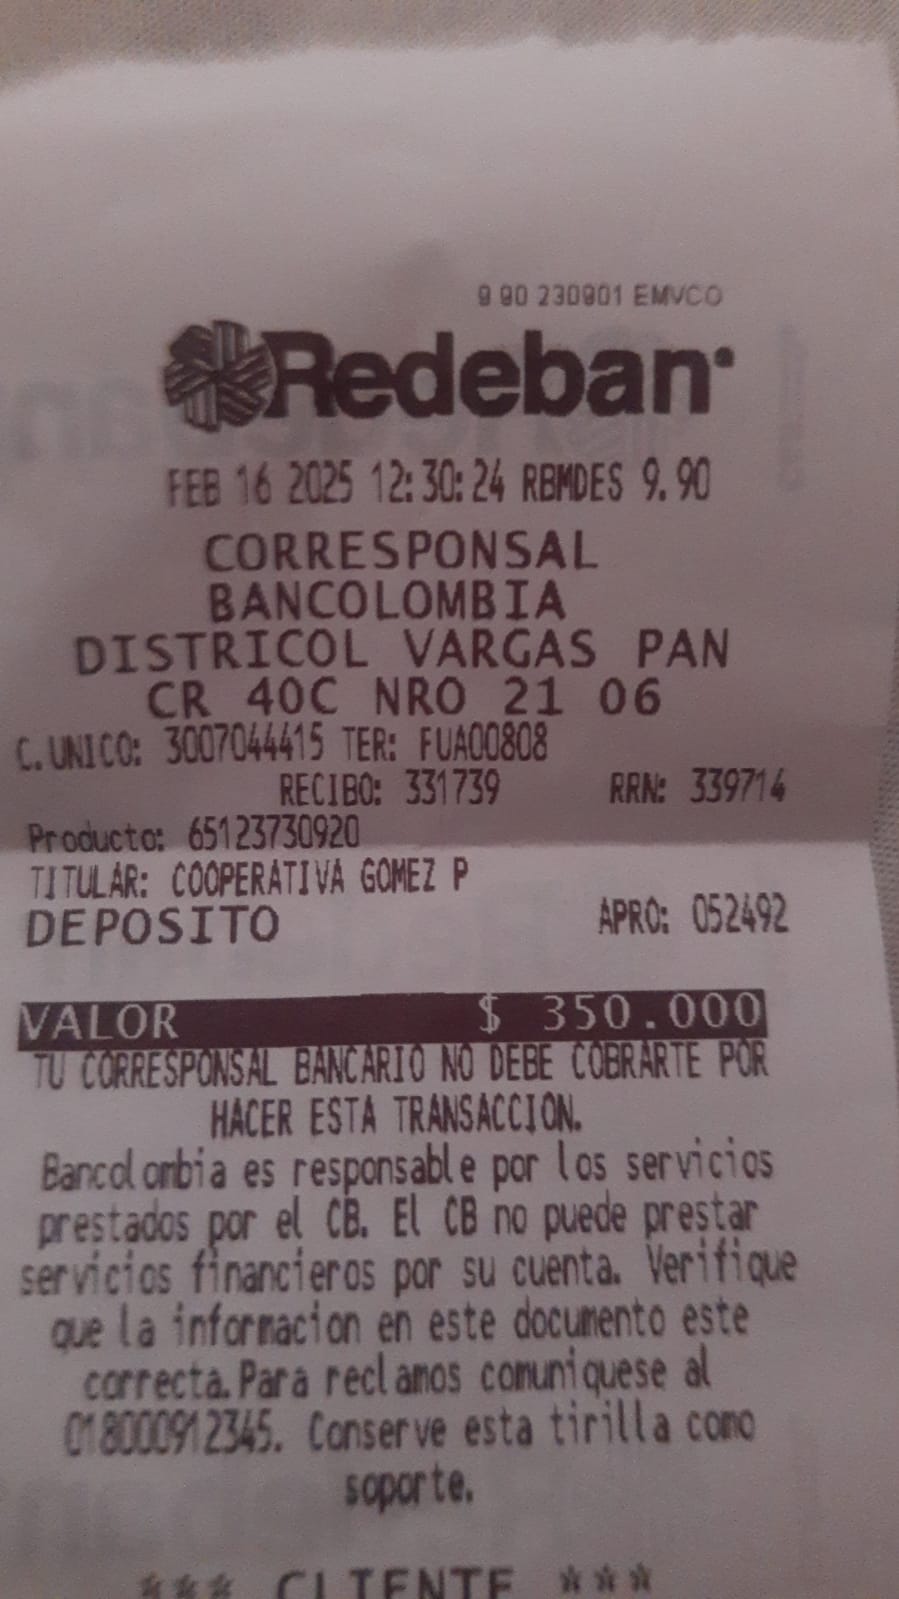 9 90 230901 EMVCO
Redeban
FEB 16 2025 12:30:24 RBMDES 9.90
CORRESPONSAL
BANCOLOMBIA
DISTRICOL VARGAS PAN
CR 40C NRO 21 06
C.UNICO: 3007044415 TER: FUA00808
RECIBO: 331739 RRN: 339714
Producto: 65123730920
TITULAR: COOPERATIVA GOMEZ P
DEPOSITO APRO: 052492
VALOR $ 350.000
TU CORRESPONSAL BANCARIO NO DEBE COBRARTE POR
HACER ESTA TRANSACCION.
Bancolombia es responsable por los servicios
prestados por el CB. El CB no puede prestar
servicios financieros por su cuenta. Verifique
que la informacion en este documento este
correcta.Para reclamos comuniquese al
018000912345. Conserve esta tirilla como
soporte.
*** CLIENTE ***